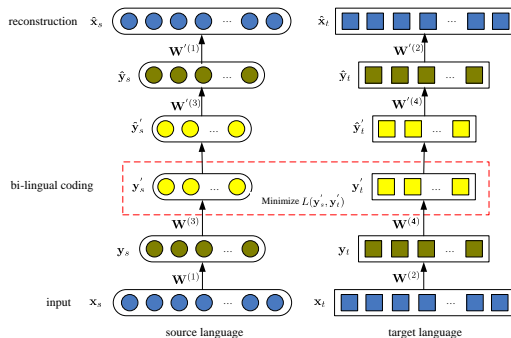 reconstruction x̂_s ... x̂_t ...
W'^(1) W'^(2)
ŷ_s ... ŷ_t ...
W'^(3) W'^(4)
ŷ'_s ... ŷ'_t ...
bi-lingual coding y'_s ... Minimize L(y'_s, y'_t) y'_t ...
W^(3) W^(4)
y_s ... y_t ...
W^(1) W^(2)
input x_s ... x_t ...
source language target language